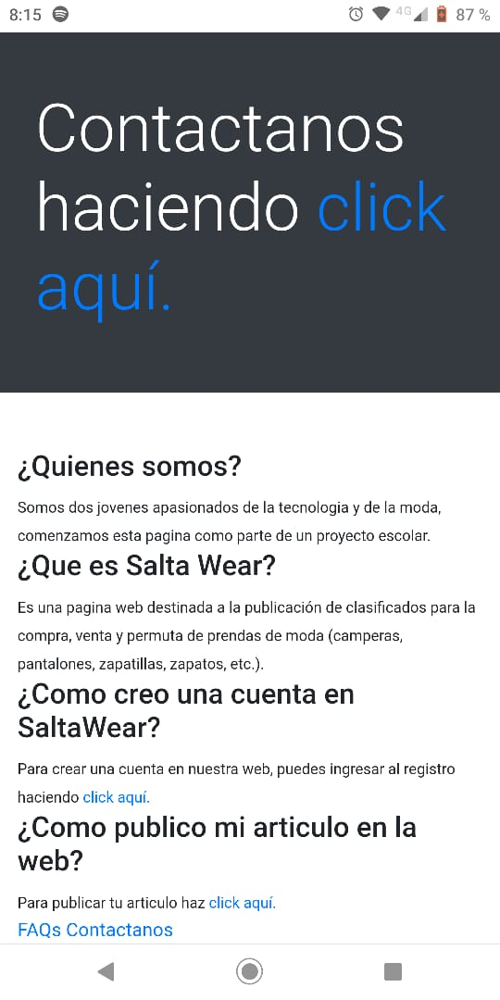 8:15 4G 87 %
Contactanos
haciendo click
aquí.
¿Quienes somos?
Somos dos jovenes apasionados de la tecnologia y de la moda,
comenzamos esta pagina como parte de un proyecto escolar.
¿Que es Salta Wear?
Es una pagina web destinada a la publicación de clasificados para la
compra, venta y permuta de prendas de moda (camperas,
pantalones, zapatillas, zapatos, etc.).
¿Como creo una cuenta en
SaltaWear?
Para crear una cuenta en nuestra web, puedes ingresar al registro
haciendo click aquí.
¿Como publico mi articulo en la
web?
Para publicar tu articulo haz click aquí.
FAQs Contactanos